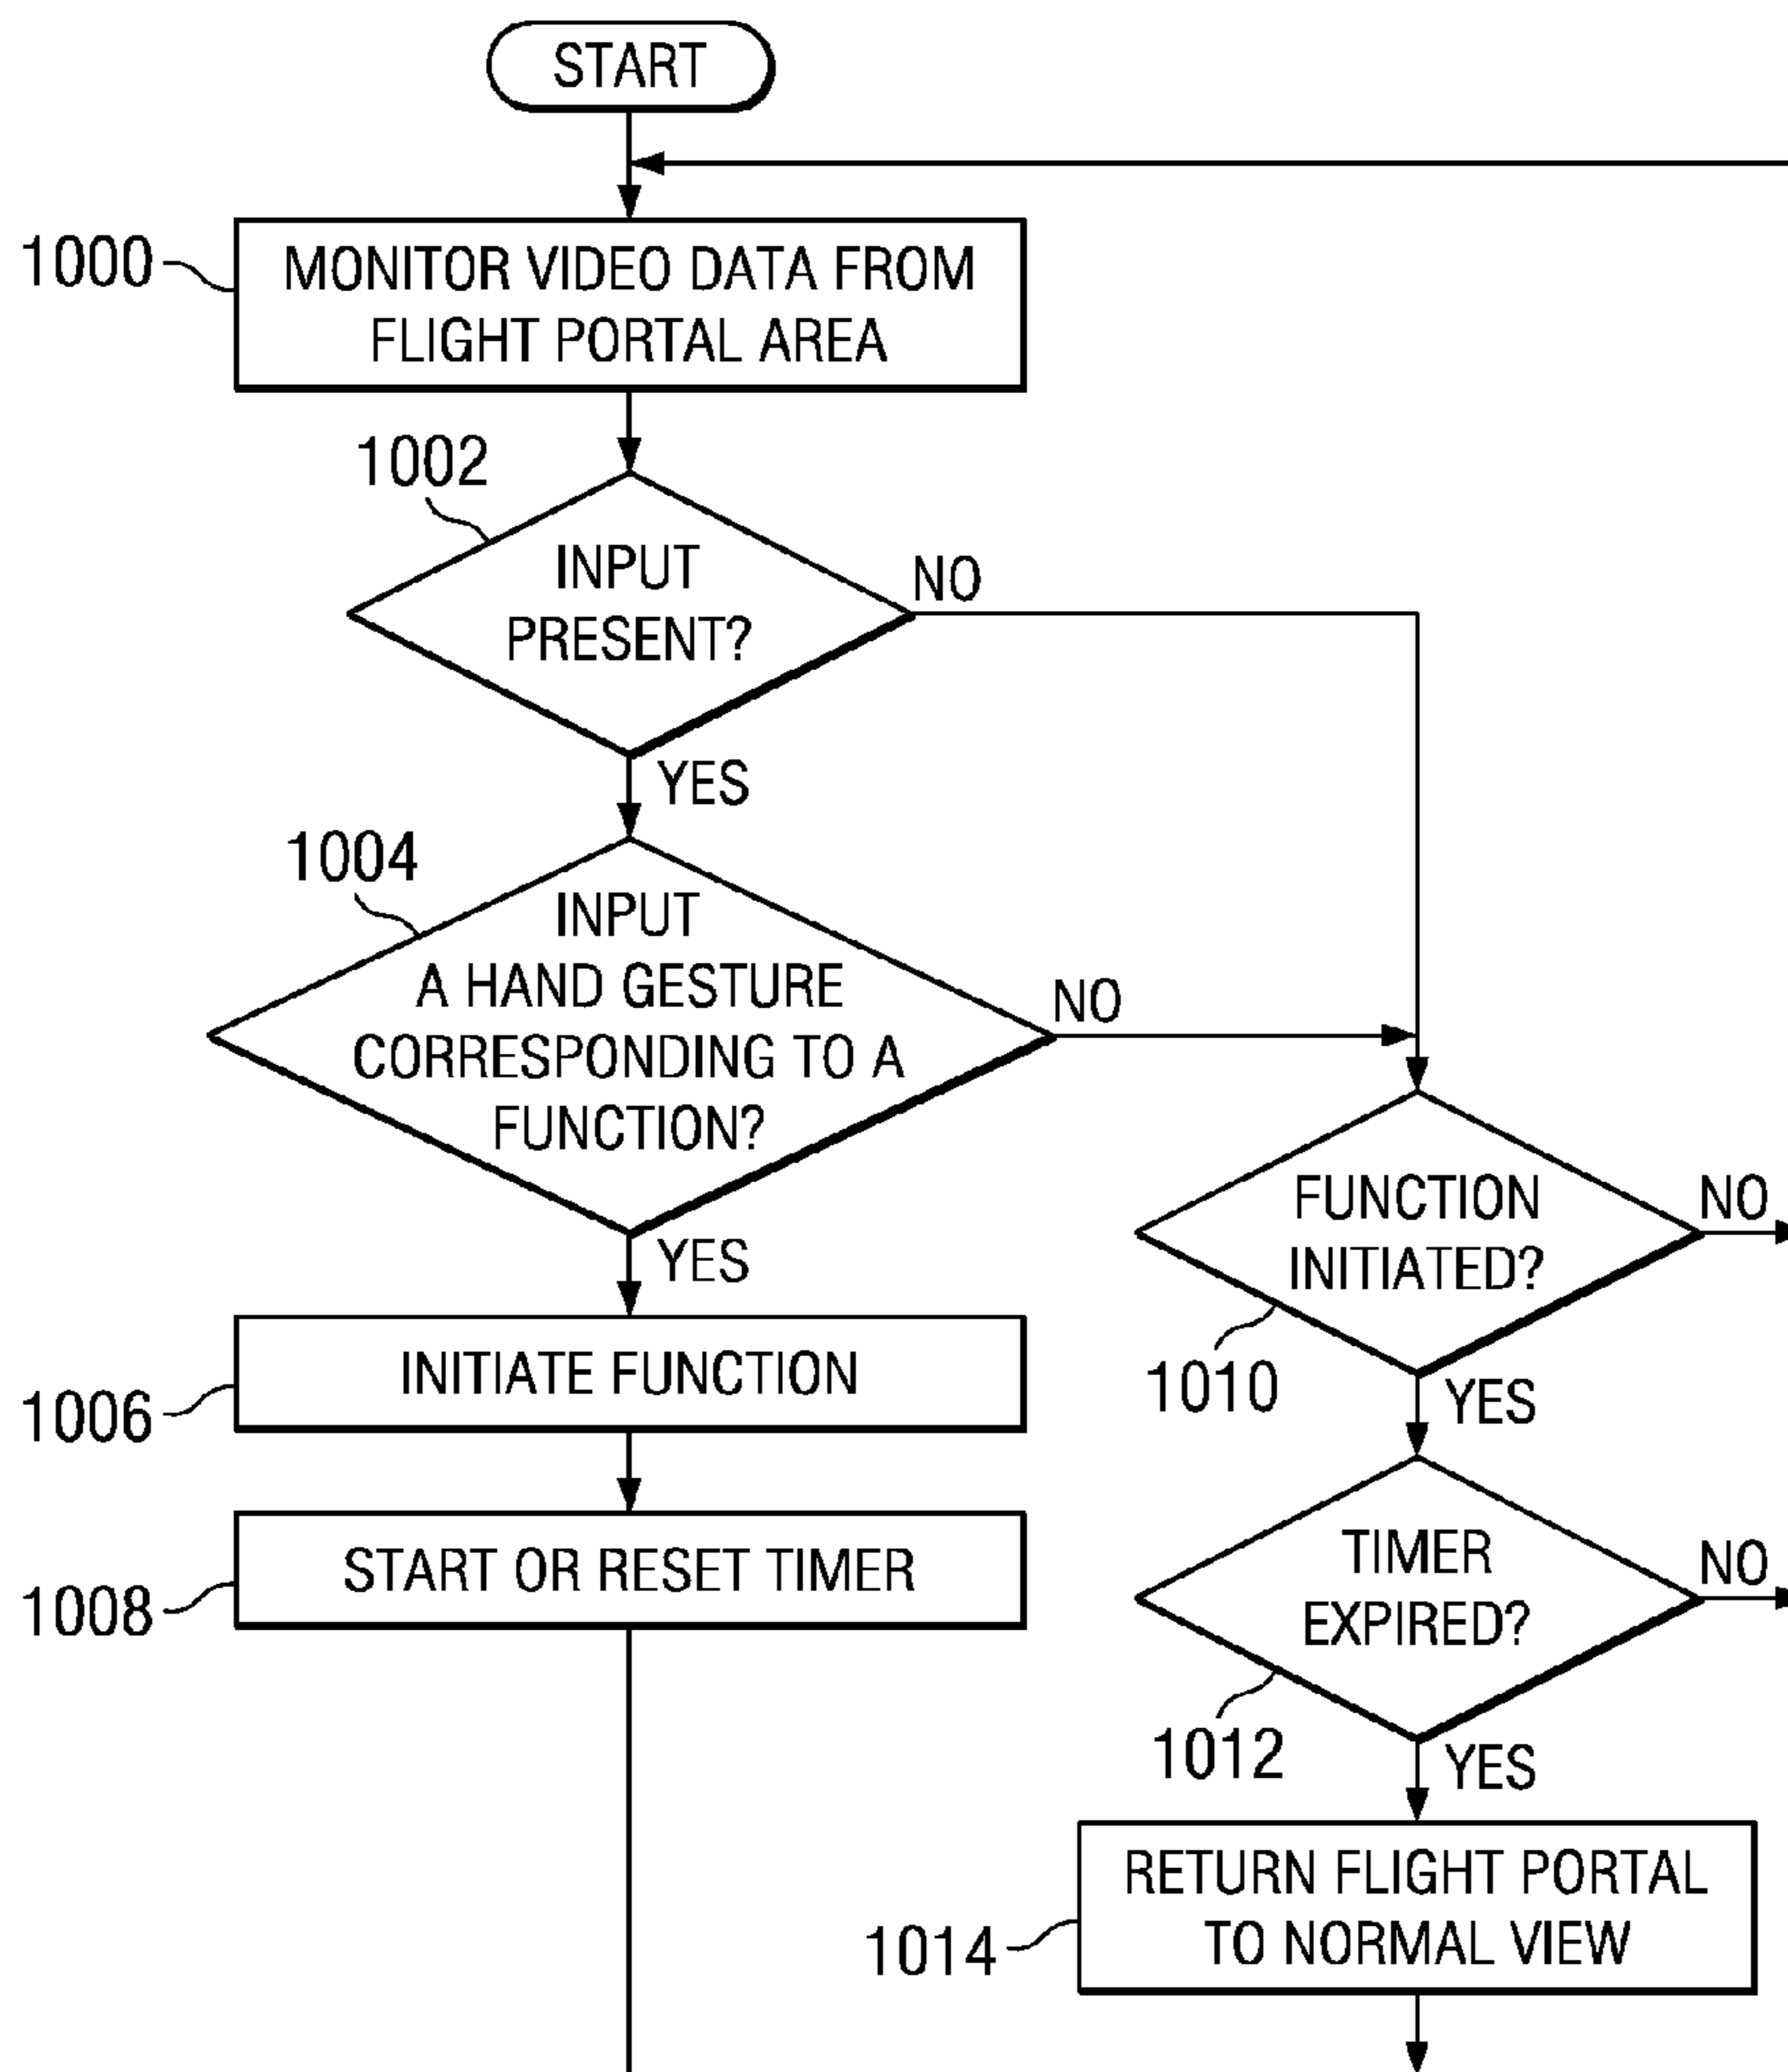 START
1000
MONITOR VIDEO DATA FROM
FLIGHT PORTAL AREA
1002
INPUT
PRESENT?
NO
YES
1004
INPUT
A HAND GESTURE
CORRESPONDING TO A
FUNCTION?
NO
YES
1006
INITIATE FUNCTION
1008
START OR RESET TIMER
FUNCTION
INITIATED?
NO
1010
YES
TIMER
EXPIRED?
NO
1012
YES
1014
RETURN FLIGHT PORTAL
TO NORMAL VIEW